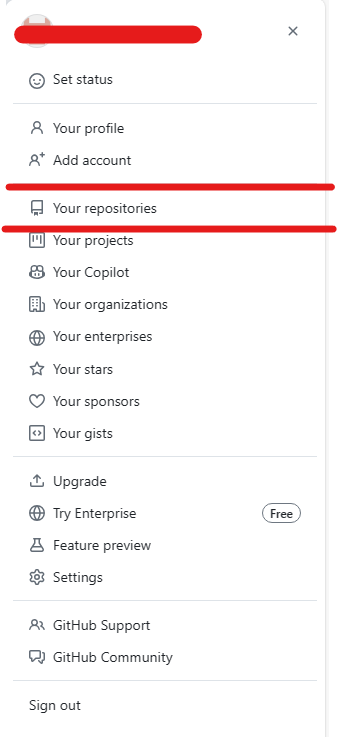 Set status
Your profile
Add account
Your repositories
Your projects
Your Copilot
Your organizations
Your enterprises
Your stars
Your sponsors
Your gists
Upgrade
Try Enterprise Free
Feature preview
Settings
GitHub Support
GitHub Community
Sign out